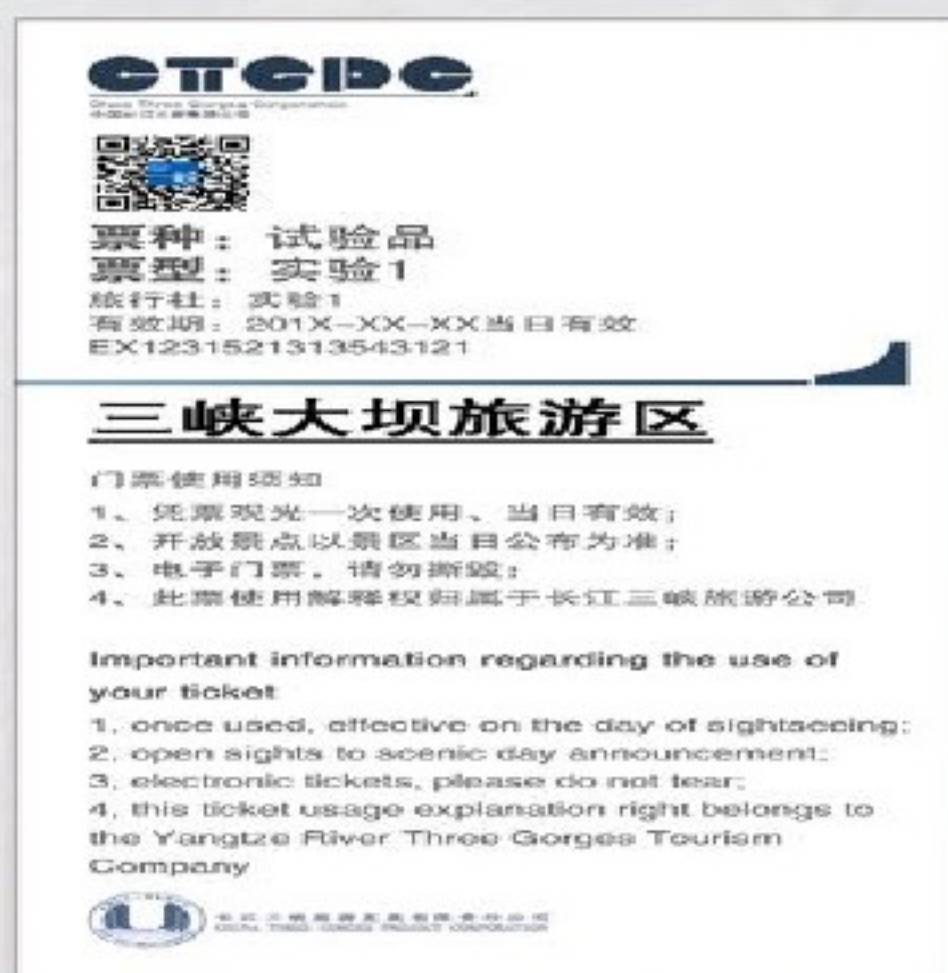 CTGPC
China Three Gorges Corporation
票种：试验品
票型：实验1
旅行社：实验1
有效期：201X-XX-XX当日有效
EX1231521313543121
三峡大坝旅游区
门票使用须知
1、凭票观光一次使用、当日有效；
2、开放景点以景区当日公布为准；
3、电子门票，请勿撕毁；
4、此票使用解释权归属于长江三峡旅游公司
Important information regarding the use of
your ticket
1, once used, effective on the day of sightseeing;
2, open sights to scenic day announcement;
3, electronic tickets, please do not tear;
4, this ticket usage explanation right belongs to
the Yangtze River Three Gorges Tourism
Company